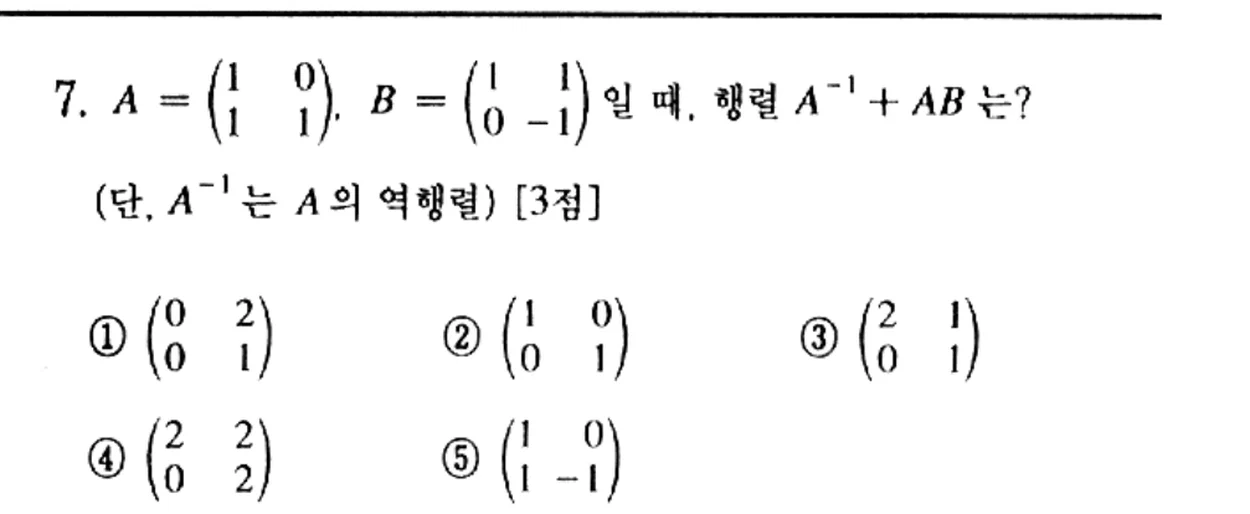 7. A = (1 0 1 1), B = (1 1 0 -1) 일 때, 행렬 A⁻¹ + AB 는?
(단, A⁻¹ 는 A 의 역행렬) [3점]
① (0 2 0 1) ② (1 0 0 1) ③ (2 1 0 1)
④ (2 2 0 2) ⑤ (1 0 1 -1)